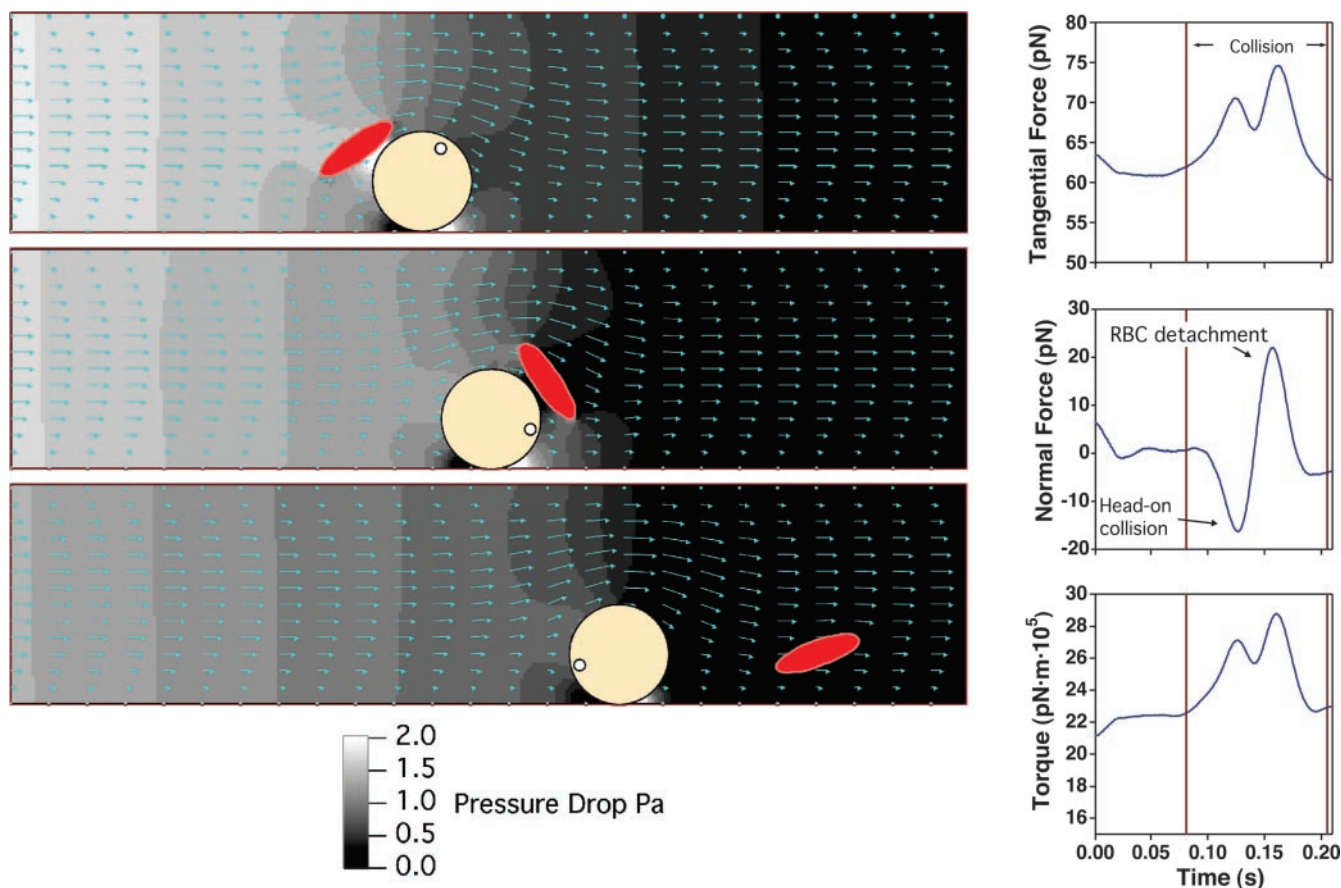 2.0
1.5
1.0
0.5
0.0
Pressure Drop Pa
Tangential Force (pN)
80
75
70
65
60
55
50
Collision
Normal Force (pN)
30
20
10
0
-10
-20
RBC detachment
Head-on
collision
Torque (pN·m·10⁵)
30
28
26
24
22
21
18
16
0.00 0.05 0.10 0.15 0.20
Time (s)